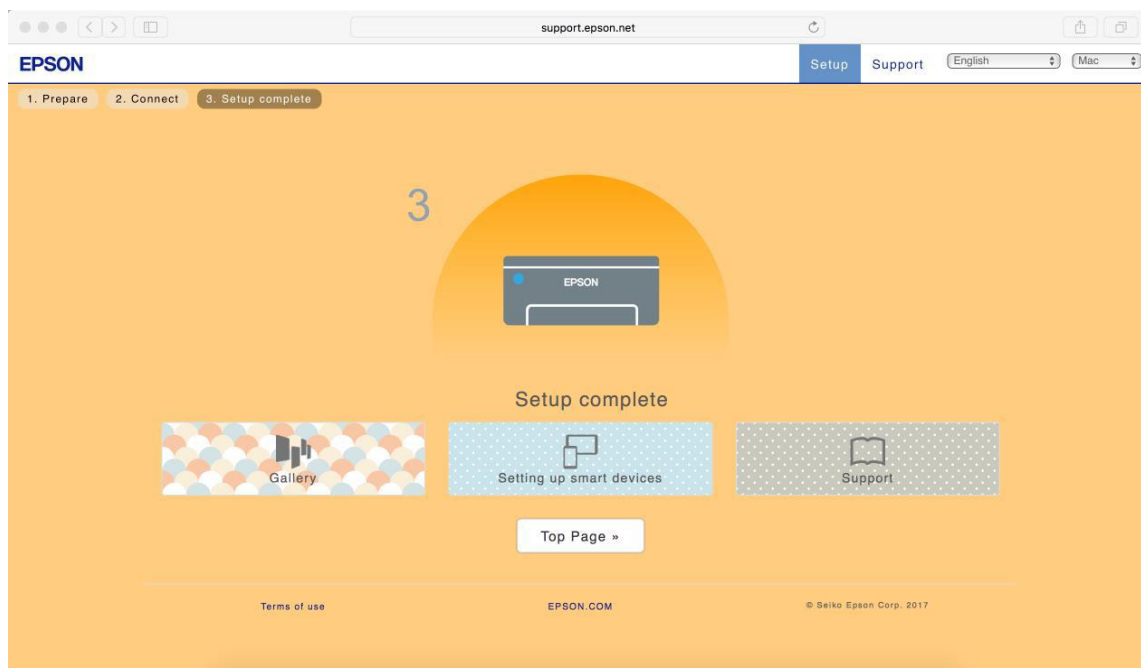 support.epson.net
EPSON
Setup Support English Mac
1. Prepare 2. Connect 3. Setup complete
3
EPSON
Setup complete
Gallery Setting up smart devices Support
Top Page »
Terms of use EPSON.COM © Seiko Epson Corp. 2017